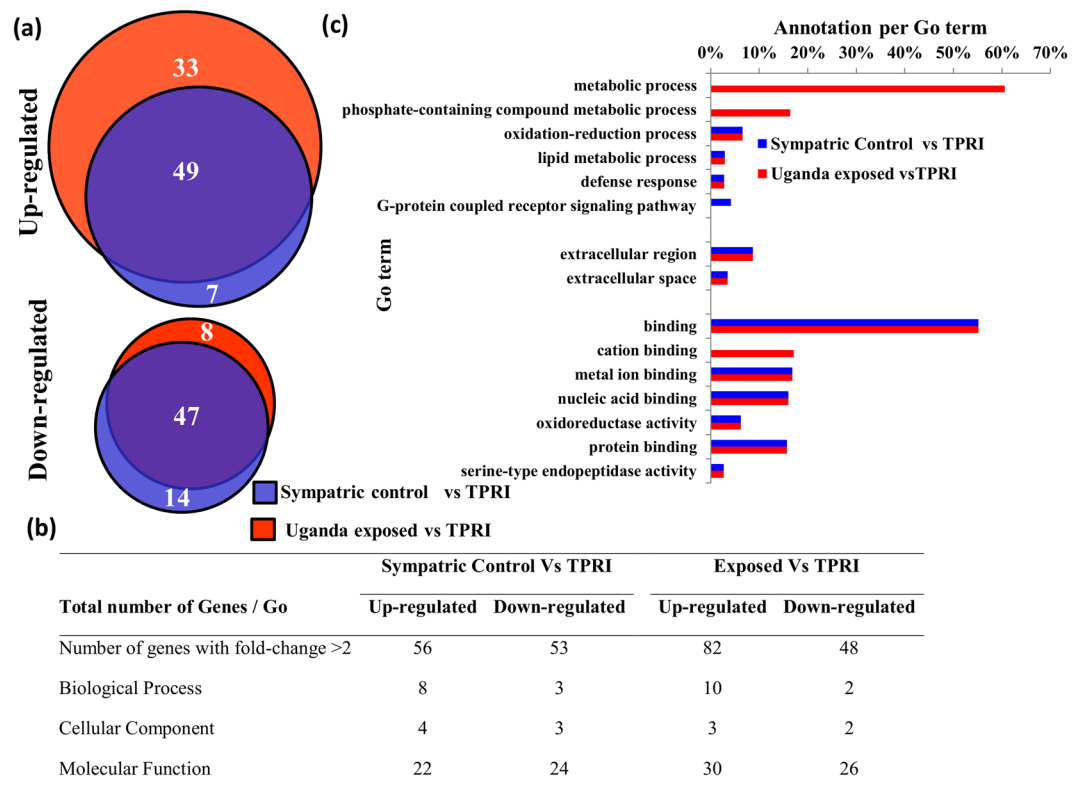 (a)
Up-regulated
33
49
7
Down-regulated
8
47
14
Sympatric control vs TPRI
Uganda exposed vs TPRI
(c)
Annotation per Go term
0% 10% 20% 30% 40% 50% 60% 70%
Go term
metabolic process
phosphate-containing compound metabolic process
oxidation-reduction process
lipid metabolic process
defense response
G-protein coupled receptor signaling pathway
extracellular region
extracellular space
binding
cation binding
metal ion binding
nucleic acid binding
oxidoreductase activity
protein binding
serine-type endopeptidase activity
Sympatric Control vs TPRI
Uganda exposed vsTPRI
(b)
Sympatric Control Vs TPRI Exposed Vs TPRI
Total number of Genes / Go Up-regulated Down-regulated Up-regulated Down-regulated
Number of genes with fold-change >2 56 53 82 48
Biological Process 8 3 10 2
Cellular Component 4 3 3 2
Molecular Function 22 24 30 26